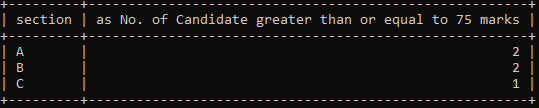 section | as No. of Candidate greater than or equal to 75 marks
A | 2
B | 2
C | 1